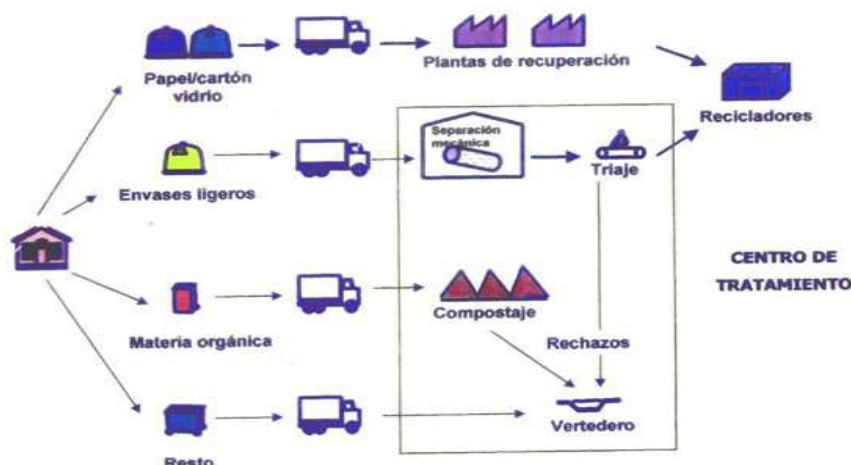 Papel/cartón
vidrio
Plantas de recuperación
Recicladores
Separación
mecánica
Triaje
Envases ligeros
CENTRO DE
TRATAMIENTO
Compostaje
Materia orgánica
Rechazos
Vertedero
Resto